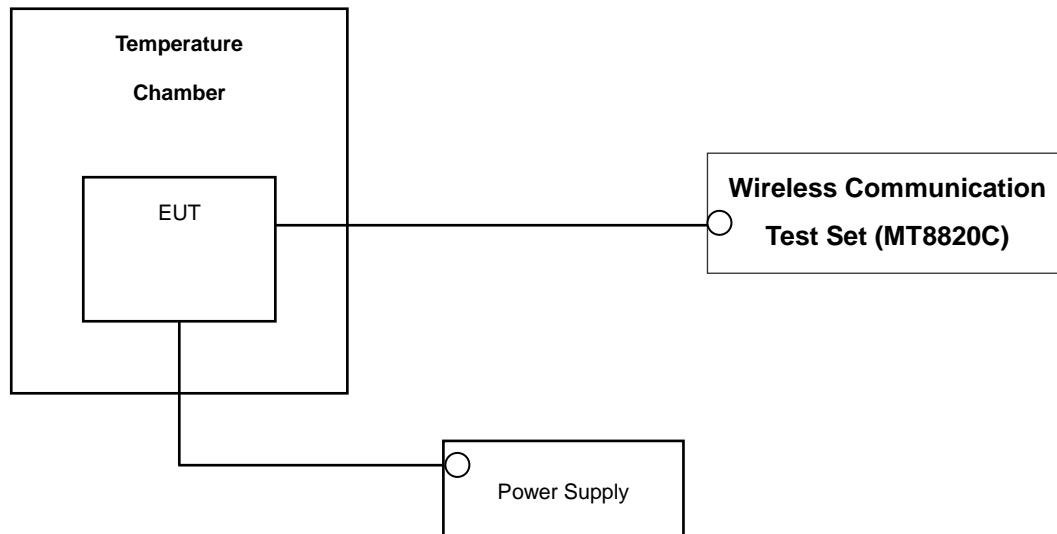 Temperature
Chamber
EUT
Wireless Communication
Test Set (MT8820C)
Power Supply